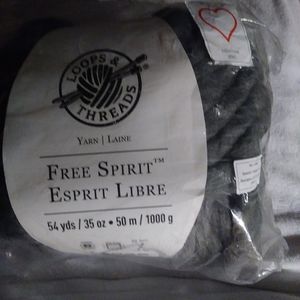 LOOPS &
THREADS
YARN | LAINE
FREE SPIRIT™
ESPRIT LIBRE
54 yds / 35 oz • 50 m / 1000 g